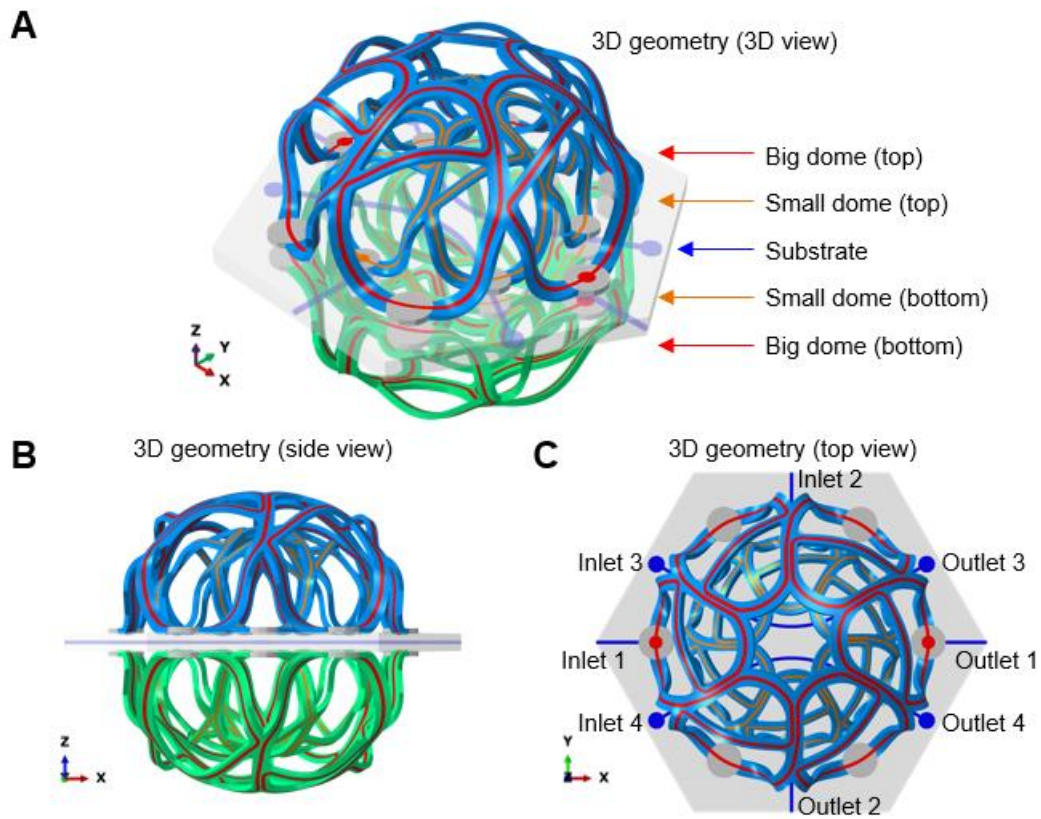 A
3D geometry (3D view)
Big dome (top)
Small dome (top)
Substrate
Small dome (bottom)
Big dome (bottom)
Z
Y
X
B
3D geometry (side view)
Z
X
C
3D geometry (top view)
Inlet 2
Inlet 3
Outlet 3
Inlet 1
Outlet 1
Inlet 4
Outlet 4
Y
Z
X
Outlet 2